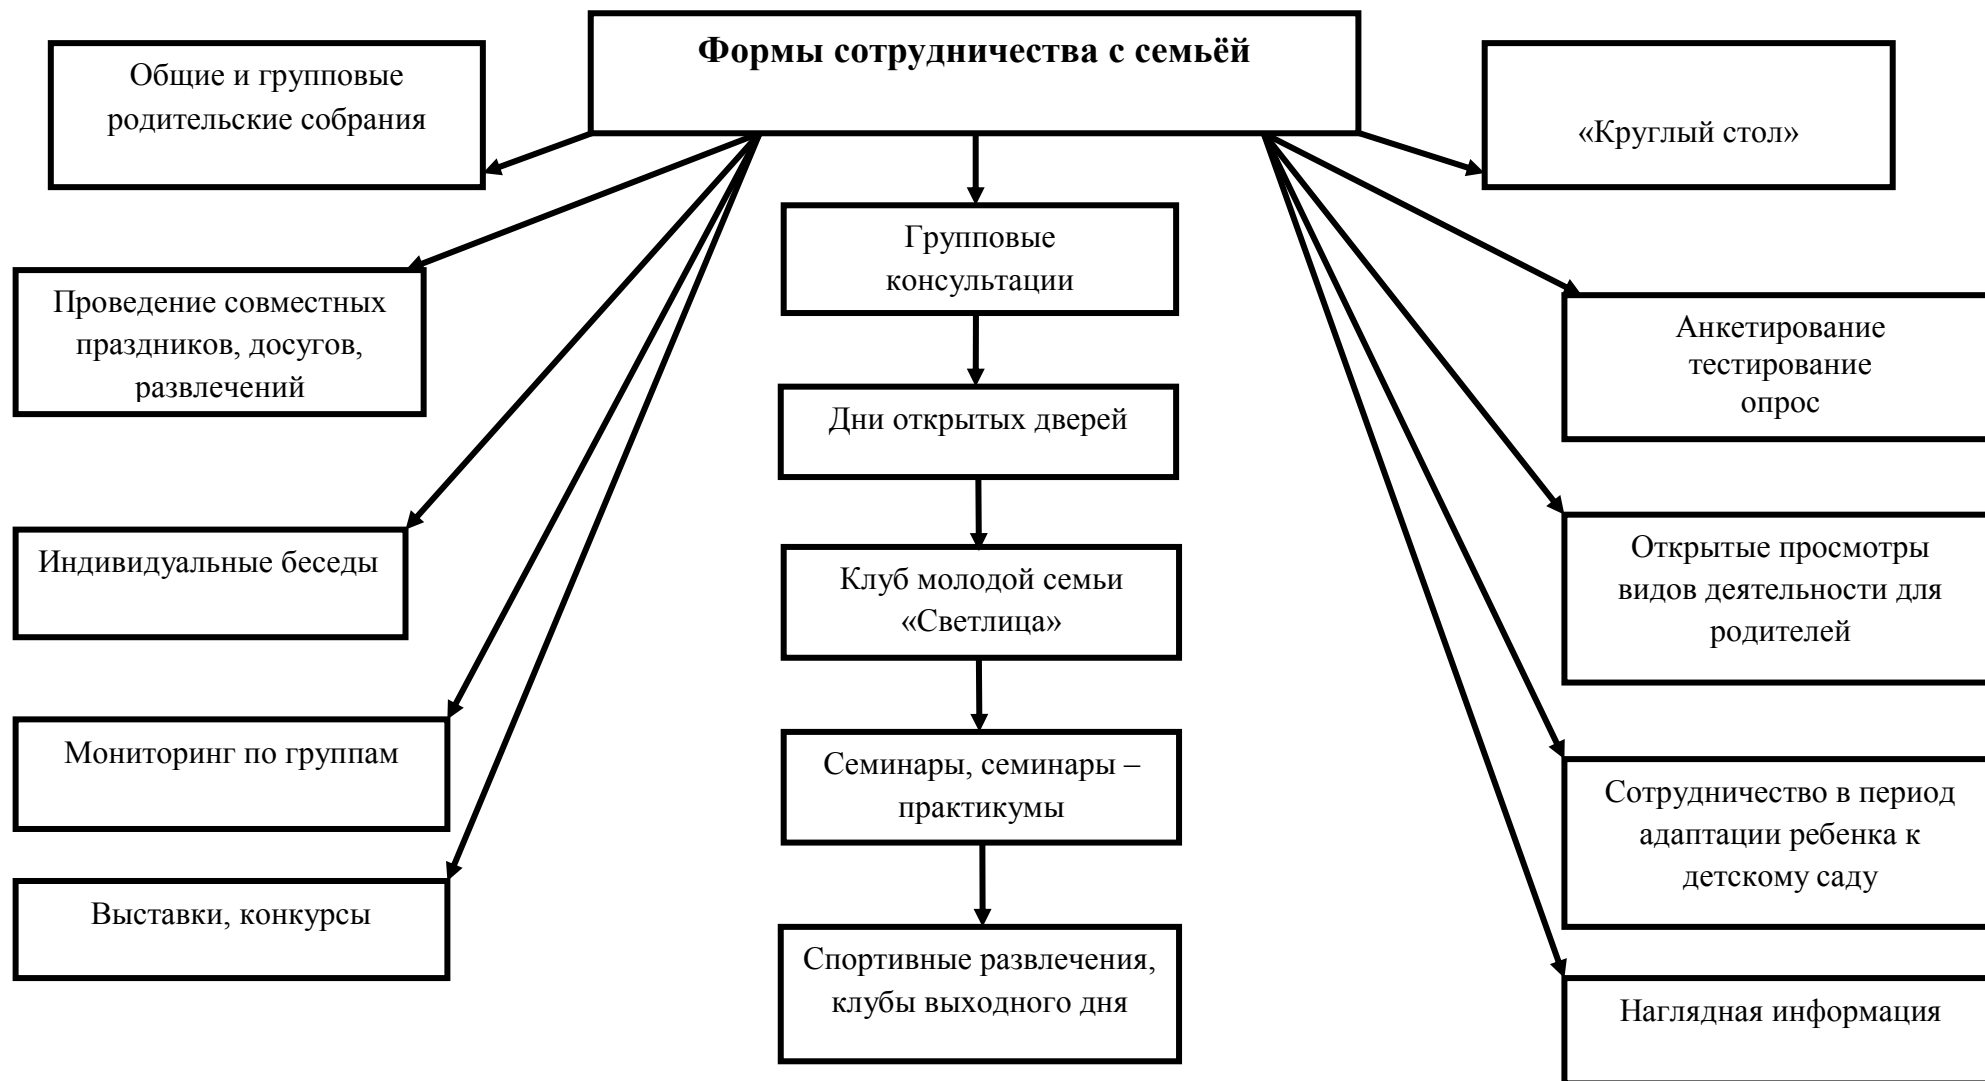 Формы сотрудничества с семьёй
Общие и групповые
родительские собрания
Проведение совместных
праздников, досугов,
развлечений
Индивидуальные беседы
Мониторинг по группам
Выставки, конкурсы
Групповые
консультации
Дни открытых дверей
Клуб молодой семьи
«Светлица»
Семинары, семинары –
практикумы
Спортивные развлечения,
клубы выходного дня
«Круглый стол»
Анкетирование
тестирование
опрос
Открытые просмотры
видов деятельности для
родителей
Сотрудничество в период
адаптации ребенка к
детскому саду
Наглядная информация